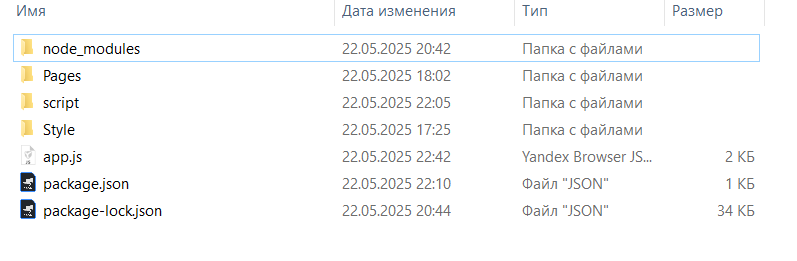 Имя Дата изменения Тип Размер
node_modules 22.05.2025 20:42 Папка с файлами
Pages 22.05.2025 18:02 Папка с файлами
script 22.05.2025 22:05 Папка с файлами
Style 22.05.2025 17:25 Папка с файлами
app.js 22.05.2025 22:42 Yandex Browser JS... 2 КБ
package.json 22.05.2025 22:10 Файл "JSON" 1 КБ
package-lock.json 22.05.2025 20:44 Файл "JSON" 34 КБ